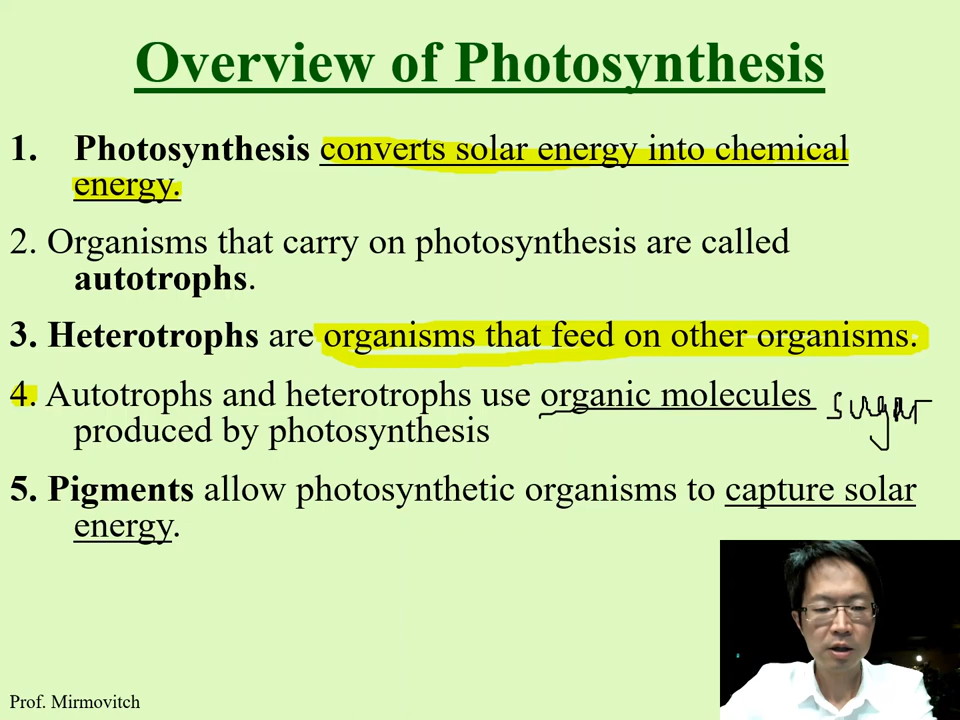 Overview of Photosynthesis
1. Photosynthesis converts solar energy into chemical
energy.
2. Organisms that carry on photosynthesis are called
autotrophs.
3. Heterotrophs are organisms that feed on other organisms.
4. Autotrophs and heterotrophs use organic molecules sugar
produced by photosynthesis
5. Pigments allow photosynthetic organisms to capture solar
energy.
Prof. Mirmovitch